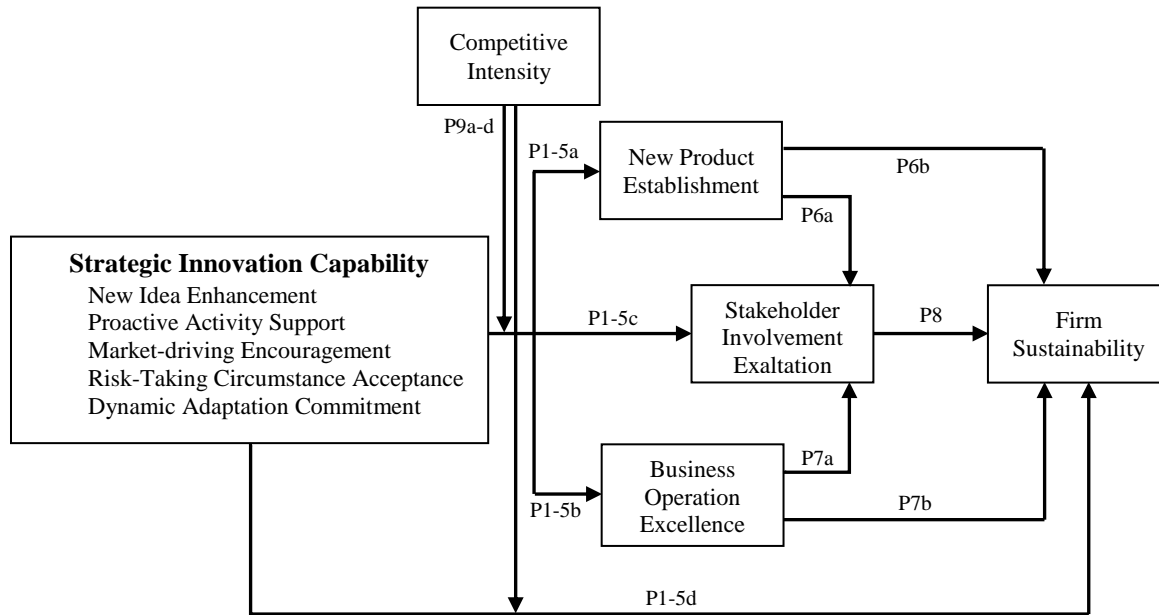 Competitive
Intensity
P9a-d
P1-5a
New Product
Establishment
P6b
P6a
Strategic Innovation Capability
New Idea Enhancement
Proactive Activity Support
Market-driving Encouragement
Risk-Taking Circumstance Acceptance
Dynamic Adaptation Commitment
P1-5c
Stakeholder
Involvement
Exaltation
P8
Firm
Sustainability
P7a
Business
Operation
Excellence
P1-5b
P7b
P1-5d